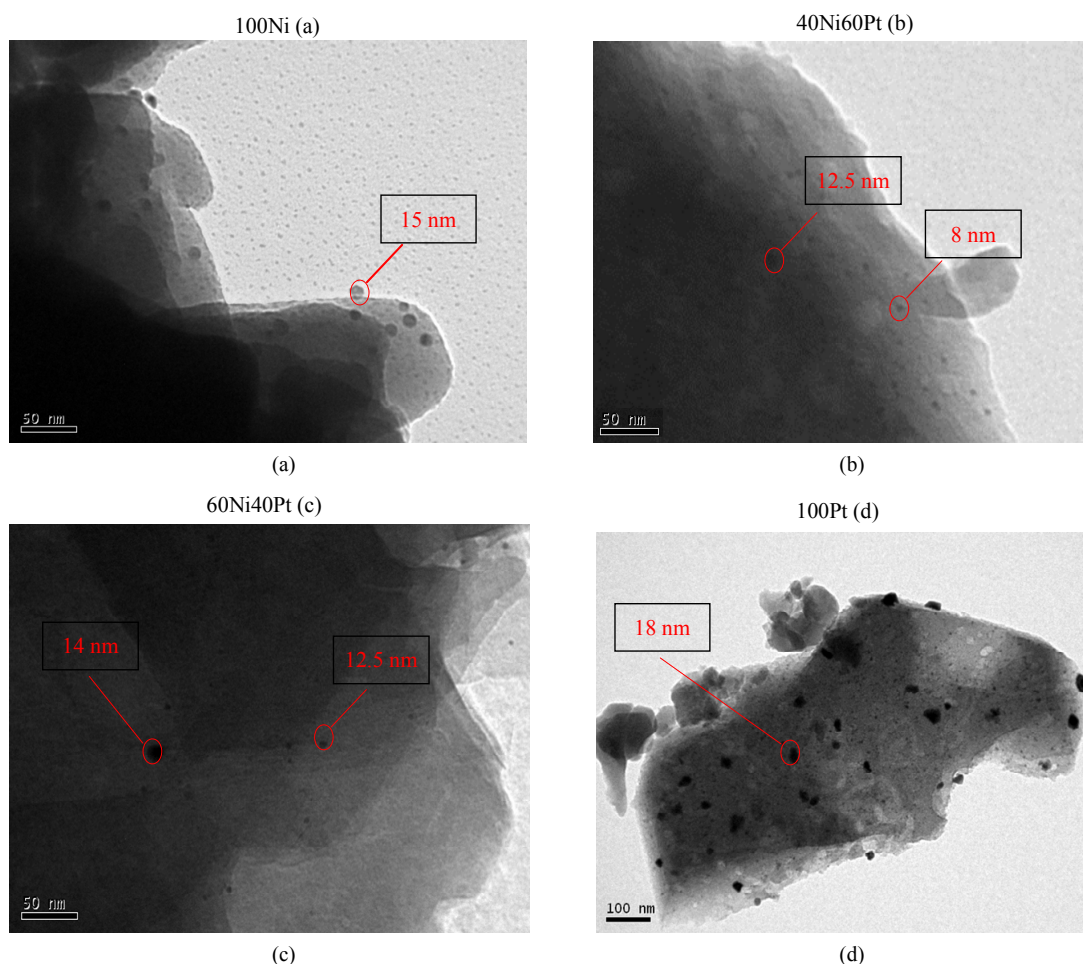 100Ni (a)
40Ni60Pt (b)
15 nm
12.5 nm
8 nm
50 nm
50 nm
(a)
(b)
60Ni40Pt (c)
100Pt (d)
14 nm
12.5 nm
18 nm
50 nm
100 nm
(c)
(d)